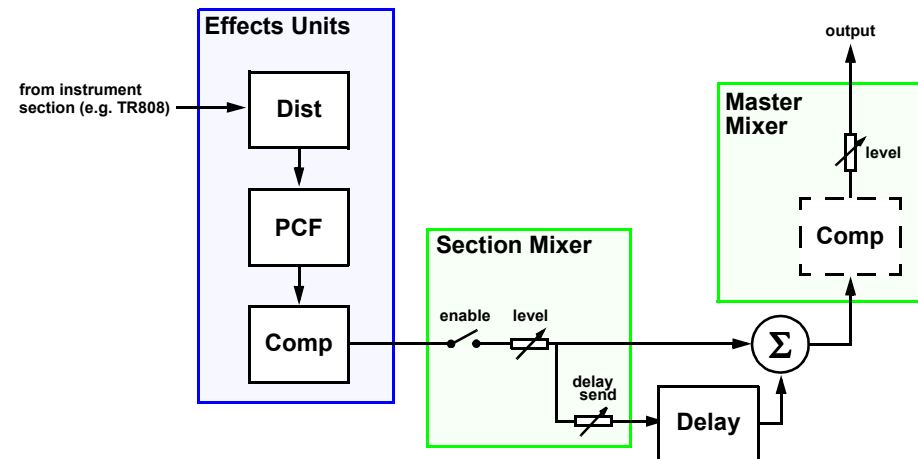 Effects Units
from instrument
section (e.g. TR808)
Dist
PCF
Comp
Section Mixer
enable
level
delay
send
Delay
Σ
Master
Mixer
Comp
level
output